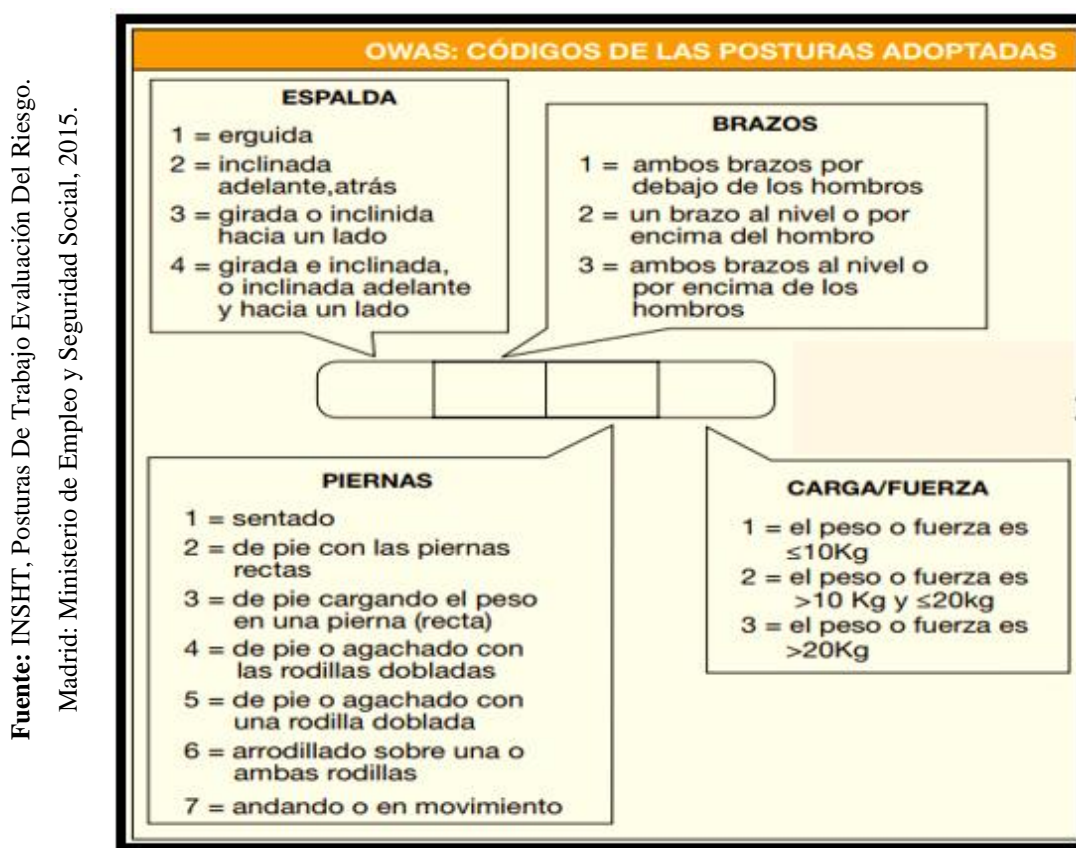 Fuente: INSHT, Posturas De Trabajo Evaluación Del Riesgo.
Madrid: Ministerio de Empleo y Seguridad Social, 2015.
OWAS: CÓDIGOS DE LAS POSTURAS ADOPTADAS
ESPALDA
1 = erguida
2 = inclinada
adelante,atrás
3 = girada o inclinida
hacia un lado
4 = girada e inclinada,
o inclinada adelante
y hacia un lado
BRAZOS
1 = ambos brazos por
debajo de los hombros
2 = un brazo al nivel o por
encima del hombro
3 = ambos brazos al nivel o
por encima de los
hombros
PIERNAS
1 = sentado
2 = de pie con las piernas
rectas
3 = de pie cargando el peso
en una pierna (recta)
4 = de pie o agachado con
las rodillas dobladas
5 = de pie o agachado con
una rodilla doblada
6 = arrodillado sobre una o
ambas rodillas
7 = andando o en movimiento
CARGA/FUERZA
1 = el peso o fuerza es
≤10Kg
2 = el peso o fuerza es
>10 Kg y ≤20kg
3 = el peso o fuerza es
>20Kg